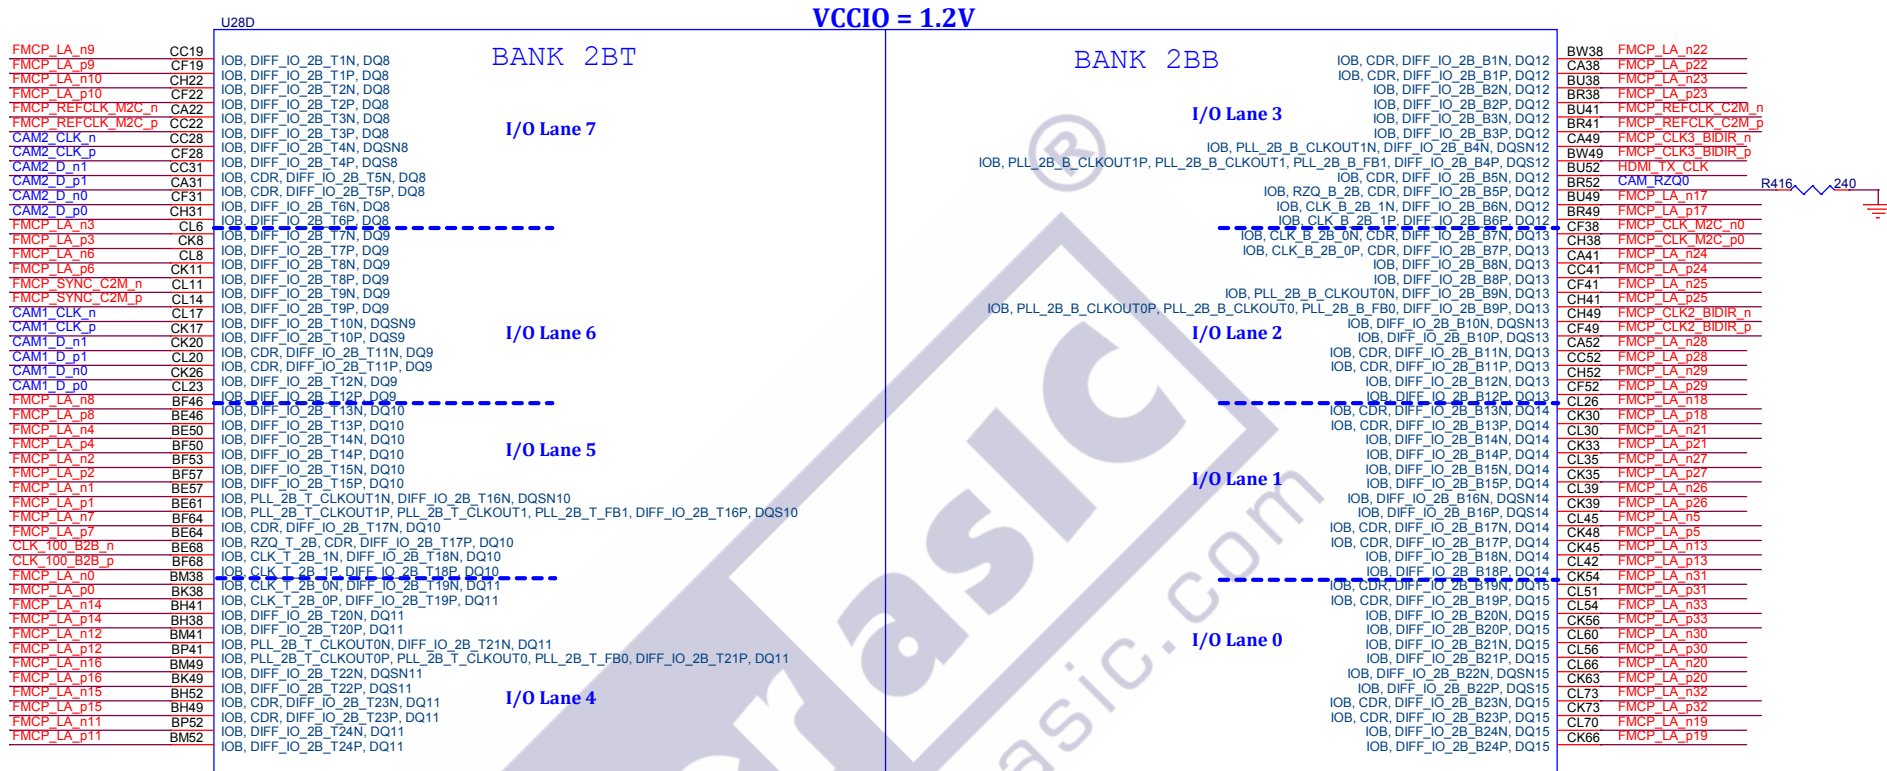 VCCIO = 1.2V
U28D
BANK 2BT
BANK 2BB
FMCP_LA_n9 CC19 IOB, DIFF_IO_2B_T1N, DQ8
FMCP_LA_p9 CF19 IOB, DIFF_IO_2B_T1P, DQ8
FMCP_LA_n10 CH22 IOB, DIFF_IO_2B_T2N, DQ8
FMCP_LA_p10 CF22 IOB, DIFF_IO_2B_T2P, DQ8
FMCP_REFCLK_M2C_n CA22 IOB, DIFF_IO_2B_T3N, DQ8
FMCP_REFCLK_M2C_p CC22 IOB, DIFF_IO_2B_T3P, DQ8
I/O Lane 7
CAM2_CLK_n CC28 IOB, DIFF_IO_2B_T4N, DQSN8
CAM2_CLK_p CF28 IOB, DIFF_IO_2B_T4P, DQS8
CAM2_D_n1 CC31 IOB, CDR, DIFF_IO_2B_T5N, DQ8
CAM2_D_p1 CA31 IOB, CDR, DIFF_IO_2B_T5P, DQ8
CAM2_D_n0 CF31 IOB, DIFF_IO_2B_T6N, DQ8
CAM2_D_p0 CH31 IOB, DIFF_IO_2B_T6P, DQ8
FMCP_LA_n3 CL6 IOB, DIFF_IO_2B_T7N, DQ9
FMCP_LA_p3 CK8 IOB, DIFF_IO_2B_T7P, DQ9
FMCP_LA_n6 CL8 IOB, DIFF_IO_2B_T8N, DQ9
FMCP_LA_p6 CK11 IOB, DIFF_IO_2B_T8P, DQ9
FMCP_SYNC_C2M_n CL11 IOB, DIFF_IO_2B_T9N, DQ9
FMCP_SYNC_C2M_p CL14 IOB, DIFF_IO_2B_T9P, DQ9
CAM1_CLK_n CL17 IOB, DIFF_IO_2B_T10N, DQSN9
CAM1_CLK_p CK17 IOB, DIFF_IO_2B_T10P, DQS9
I/O Lane 6
CAM1_D_n1 CK20 IOB, CDR, DIFF_IO_2B_T11N, DQ9
CAM1_D_p1 CL20 IOB, CDR, DIFF_IO_2B_T11P, DQ9
CAM1_D_n0 CK26 IOB, DIFF_IO_2B_T12N, DQ9
CAM1_D_p0 CL23 IOB, DIFF_IO_2B_T12P, DQ9
FMCP_LA_n8 BF46 IOB, DIFF_IO_2B_T13N, DQ10
FMCP_LA_p8 BE46 IOB, DIFF_IO_2B_T13P, DQ10
FMCP_LA_n4 BE50 IOB, DIFF_IO_2B_T14N, DQ10
FMCP_LA_p4 BF50 IOB, DIFF_IO_2B_T14P, DQ10
I/O Lane 5
FMCP_LA_n2 BF53 IOB, DIFF_IO_2B_T15N, DQ10
FMCP_LA_p2 BF57 IOB, DIFF_IO_2B_T15P, DQ10
FMCP_LA_n1 BE57 IOB, PLL_2B_T_CLKOUT1N, DIFF_IO_2B_T16N, DQSN10
FMCP_LA_p1 BE61 IOB, PLL_2B_T_CLKOUT1P, PLL_2B_T_CLKOUT1, PLL_2B_T_FB1, DIFF_IO_2B_T16P, DQS10
FMCP_LA_n7 BF64 IOB, CDR, DIFF_IO_2B_T17N, DQ10
FMCP_LA_p7 BE64 IOB, RZQ_T_2B, CDR, DIFF_IO_2B_T17P, DQ10
CLK_100_B2B_n BE68 IOB, CLK_T_2B_1N, DIFF_IO_2B_T18N, DQ10
CLK_100_B2B_p BF68 IOB, CLK_T_2B_1P, DIFF_IO_2B_T18P, DQ10
FMCP_LA_n0 BM38 IOB, CLK_T_2B_0N, DIFF_IO_2B_T19N, DQ11
FMCP_LA_p0 BK38 IOB, CLK_T_2B_0P, DIFF_IO_2B_T19P, DQ11
FMCP_LA_n14 BH41 IOB, DIFF_IO_2B_T20N, DQ11
FMCP_LA_p14 BH38 IOB, DIFF_IO_2B_T20P, DQ11
FMCP_LA_n12 BM41 IOB, PLL_2B_T_CLKOUT0N, DIFF_IO_2B_T21N, DQ11
FMCP_LA_p12 BP41 IOB, PLL_2B_T_CLKOUT0P, PLL_2B_T_CLKOUT0, PLL_2B_T_FB0, DIFF_IO_2B_T21P, DQ11
FMCP_LA_n16 BM49 IOB, DIFF_IO_2B_T22N, DQSN11
FMCP_LA_p16 BK49 IOB, DIFF_IO_2B_T22P, DQS11
I/O Lane 4
FMCP_LA_n15 BH52 IOB, CDR, DIFF_IO_2B_T23N, DQ11
FMCP_LA_p15 BH49 IOB, CDR, DIFF_IO_2B_T23P, DQ11
FMCP_LA_n11 BP52 IOB, DIFF_IO_2B_T24N, DQ11
FMCP_LA_p11 BM52 IOB, DIFF_IO_2B_T24P, DQ11
IOB, CDR, DIFF_IO_2B_B1N, DQ12 BW38 FMCP_LA_n22
IOB, CDR, DIFF_IO_2B_B1P, DQ12 CA38 FMCP_LA_p22
IOB, DIFF_IO_2B_B2N, DQ12 BU38 FMCP_LA_n23
IOB, DIFF_IO_2B_B2P, DQ12 BR38 FMCP_LA_p23
I/O Lane 3
IOB, DIFF_IO_2B_B3N, DQ12 BU41 FMCP_REFCLK_C2M_n
IOB, DIFF_IO_2B_B3P, DQ12 BR41 FMCP_REFCLK_C2M_p
IOB, PLL_2B_B_CLKOUT1N, DIFF_IO_2B_B4N, DQSN12 CA49 FMCP_CLK3_BIDIR_n
IOB, PLL_2B_B_CLKOUT1P, PLL_2B_B_CLKOUT1, PLL_2B_B_FB1, DIFF_IO_2B_B4P, DQS12 BW49 FMCP_CLK3_BIDIR_p
IOB, CDR, DIFF_IO_2B_B5N, DQ12 BU52 HDMI_TX_CLK
IOB, RZQ_B_2B, CDR, DIFF_IO_2B_B5P, DQ12 BR52 CAM_RZQ0 R416 240
IOB, CLK_B_2B_1N, DIFF_IO_2B_B6N, DQ12 BU49 FMCP_LA_n17
IOB, CLK_B_2B_1P, DIFF_IO_2B_B6P, DQ12 BR49 FMCP_LA_p17
IOB, CLK_B_2B_0N, CDR, DIFF_IO_2B_B7N, DQ13 CF38 FMCP_CLK_M2C_n0
IOB, CLK_B_2B_0P, CDR, DIFF_IO_2B_B7P, DQ13 CH38 FMCP_CLK_M2C_p0
IOB, DIFF_IO_2B_B8N, DQ13 CA41 FMCP_LA_n24
IOB, DIFF_IO_2B_B8P, DQ13 CC41 FMCP_LA_p24
IOB, PLL_2B_B_CLKOUT0N, DIFF_IO_2B_B9N, DQ13 CF41 FMCP_LA_n25
IOB, PLL_2B_B_CLKOUT0P, PLL_2B_B_CLKOUT0, PLL_2B_B_FB0, DIFF_IO_2B_B9P, DQ13 CH41 FMCP_LA_p25
IOB, DIFF_IO_2B_B10N, DQSN13 CH49 FMCP_CLK2_BIDIR_n
IOB, DIFF_IO_2B_B10P, DQS13 CF49 FMCP_CLK2_BIDIR_p
I/O Lane 2
IOB, CDR, DIFF_IO_2B_B11N, DQ13 CA52 FMCP_LA_n28
IOB, CDR, DIFF_IO_2B_B11P, DQ13 CC52 FMCP_LA_p28
IOB, DIFF_IO_2B_B12N, DQ13 CH52 FMCP_LA_n29
IOB, DIFF_IO_2B_B12P, DQ13 CF52 FMCP_LA_p29
IOB, CDR, DIFF_IO_2B_B13N, DQ14 CL26 FMCP_LA_n18
IOB, CDR, DIFF_IO_2B_B13P, DQ14 CK30 FMCP_LA_p18
IOB, DIFF_IO_2B_B14N, DQ14 CL30 FMCP_LA_n21
IOB, DIFF_IO_2B_B14P, DQ14 CK33 FMCP_LA_p21
IOB, DIFF_IO_2B_B15N, DQ14 CL35 FMCP_LA_n27
IOB, DIFF_IO_2B_B15P, DQ14 CK35 FMCP_LA_p27
I/O Lane 1
IOB, DIFF_IO_2B_B16N, DQSN14 CL39 FMCP_LA_n26
IOB, DIFF_IO_2B_B16P, DQS14 CK39 FMCP_LA_p26
IOB, CDR, DIFF_IO_2B_B17N, DQ14 CL45 FMCP_LA_n5
IOB, CDR, DIFF_IO_2B_B17P, DQ14 CK48 FMCP_LA_p5
IOB, DIFF_IO_2B_B18N, DQ14 CK45 FMCP_LA_n13
IOB, DIFF_IO_2B_B18P, DQ14 CL42 FMCP_LA_p13
IOB, CDR, DIFF_IO_2B_B19N, DQ15 CK54 FMCP_LA_n31
IOB, CDR, DIFF_IO_2B_B19P, DQ15 CL51 FMCP_LA_p31
IOB, DIFF_IO_2B_B20N, DQ15 CL54 FMCP_LA_n33
IOB, DIFF_IO_2B_B20P, DQ15 CK56 FMCP_LA_p33
I/O Lane 0
IOB, DIFF_IO_2B_B21N, DQ15 CL60 FMCP_LA_n30
IOB, DIFF_IO_2B_B21P, DQ15 CL56 FMCP_LA_p30
IOB, DIFF_IO_2B_B22N, DQSN15 CL66 FMCP_LA_n20
IOB, DIFF_IO_2B_B22P, DQS15 CK63 FMCP_LA_p20
IOB, CDR, DIFF_IO_2B_B23N, DQ15 CL73 FMCP_LA_n32
IOB, CDR, DIFF_IO_2B_B23P, DQ15 CK73 FMCP_LA_p32
IOB, DIFF_IO_2B_B24N, DQ15 CL70 FMCP_LA_n19
IOB, DIFF_IO_2B_B24P, DQ15 CK66 FMCP_LA_p19
asic ®
asic.com